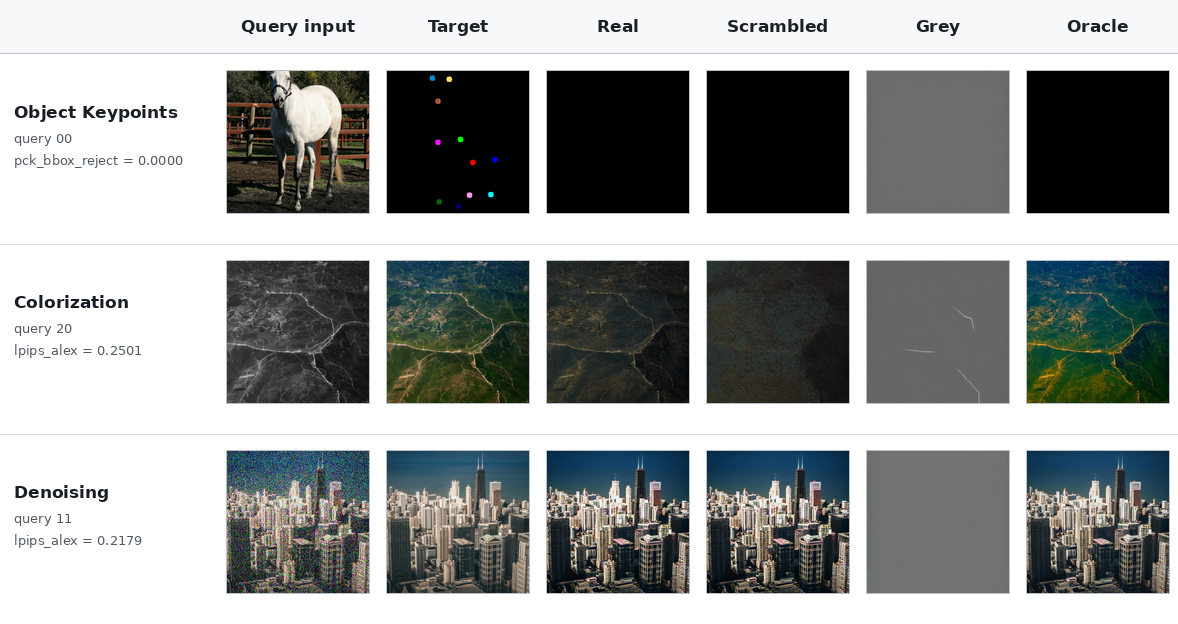 Query input Target Real Scrambled Grey Oracle
Object Keypoints
query 00
pck_bbox_reject = 0.0000
Colorization
query 20
lpips_alex = 0.2501
Denoising
query 11
lpips_alex = 0.2179